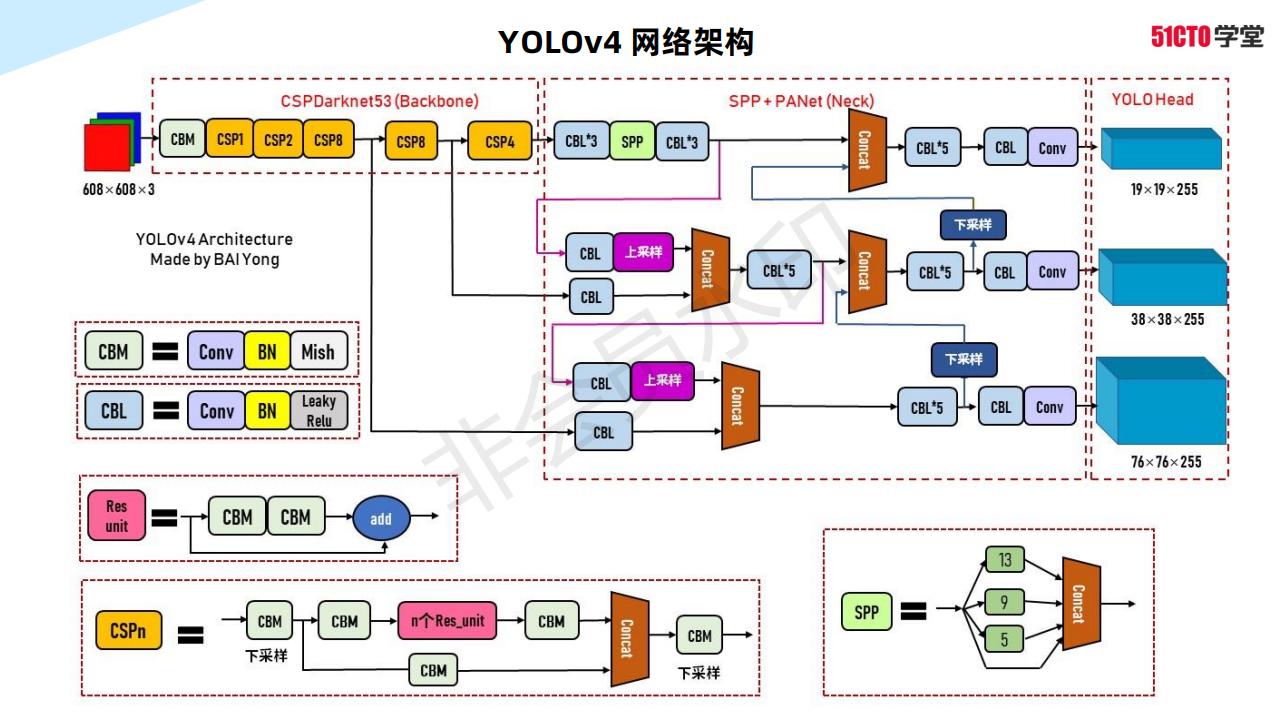 YOLOv4 网络架构
51CTO学堂
CSPDarknet53 (Backbone)
SPP + PANet (Neck)
YOLO Head
CBM
CSP1
CSP2
CSP8
CSP8
CSP4
CBL*3
SPP
CBL*3
Concat
CBL*5
CBL
Conv
608×608×3
19×19×255
YOLOv4 Architecture
Made by BAI Yong
下采样
CBL
上采样
Concat
CBL*5
Concat
CBL*5
CBL
Conv
CBL
38×38×255
CBM
Conv
BN
Mish
下采样
CBL
上采样
Concat
CBL*5
CBL
Conv
CBL
76×76×255
CBL
Conv
BN
Leaky
Relu
非会员水印
Res
unit
CBM
CBM
add
CSPn
CBM
下采样
CBM
n个Res_unit
CBM
Concat
CBM
下采样
CBM
SPP
13
9
5
Concat